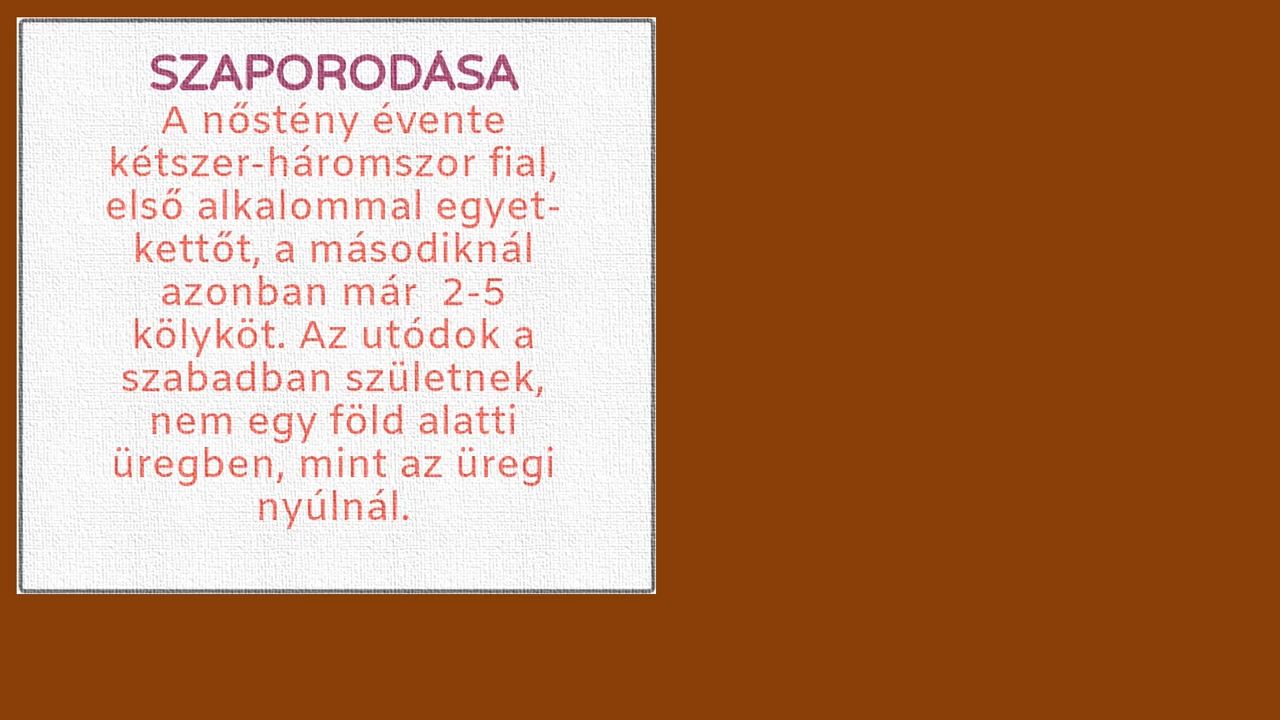 SZAPORODÁSA
A nőstény évente
kétszer-háromszor fial,
első alkalommal egyet-
kettőt, a másodiknál
azonban már  2-5
kölyköt. Az utódok a
szabadban születnek,
nem egy föld alatti
üregben, mint az üregi
nyúlnál.